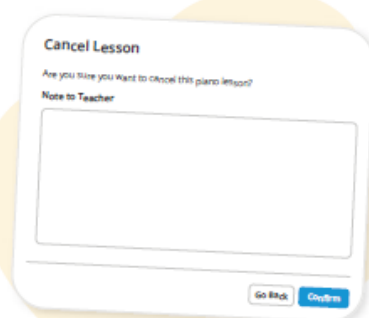 Cancel Lesson
Are you sure you want to cancel this piano lesson?
Note to Teacher
Go Back
Confirm